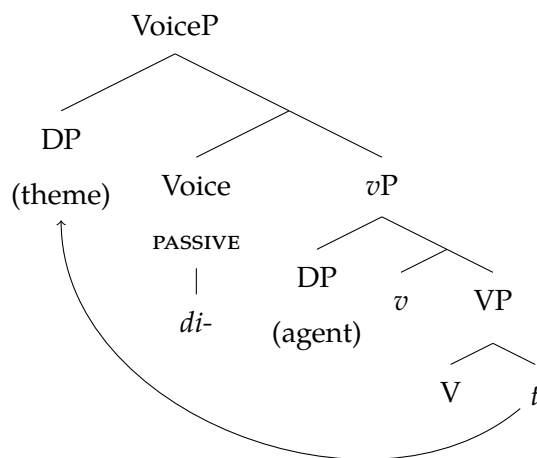 VoiceP
DP
(theme)
Voice
vP
PASSIVE
di-
DP
(agent)
v
VP
V
t